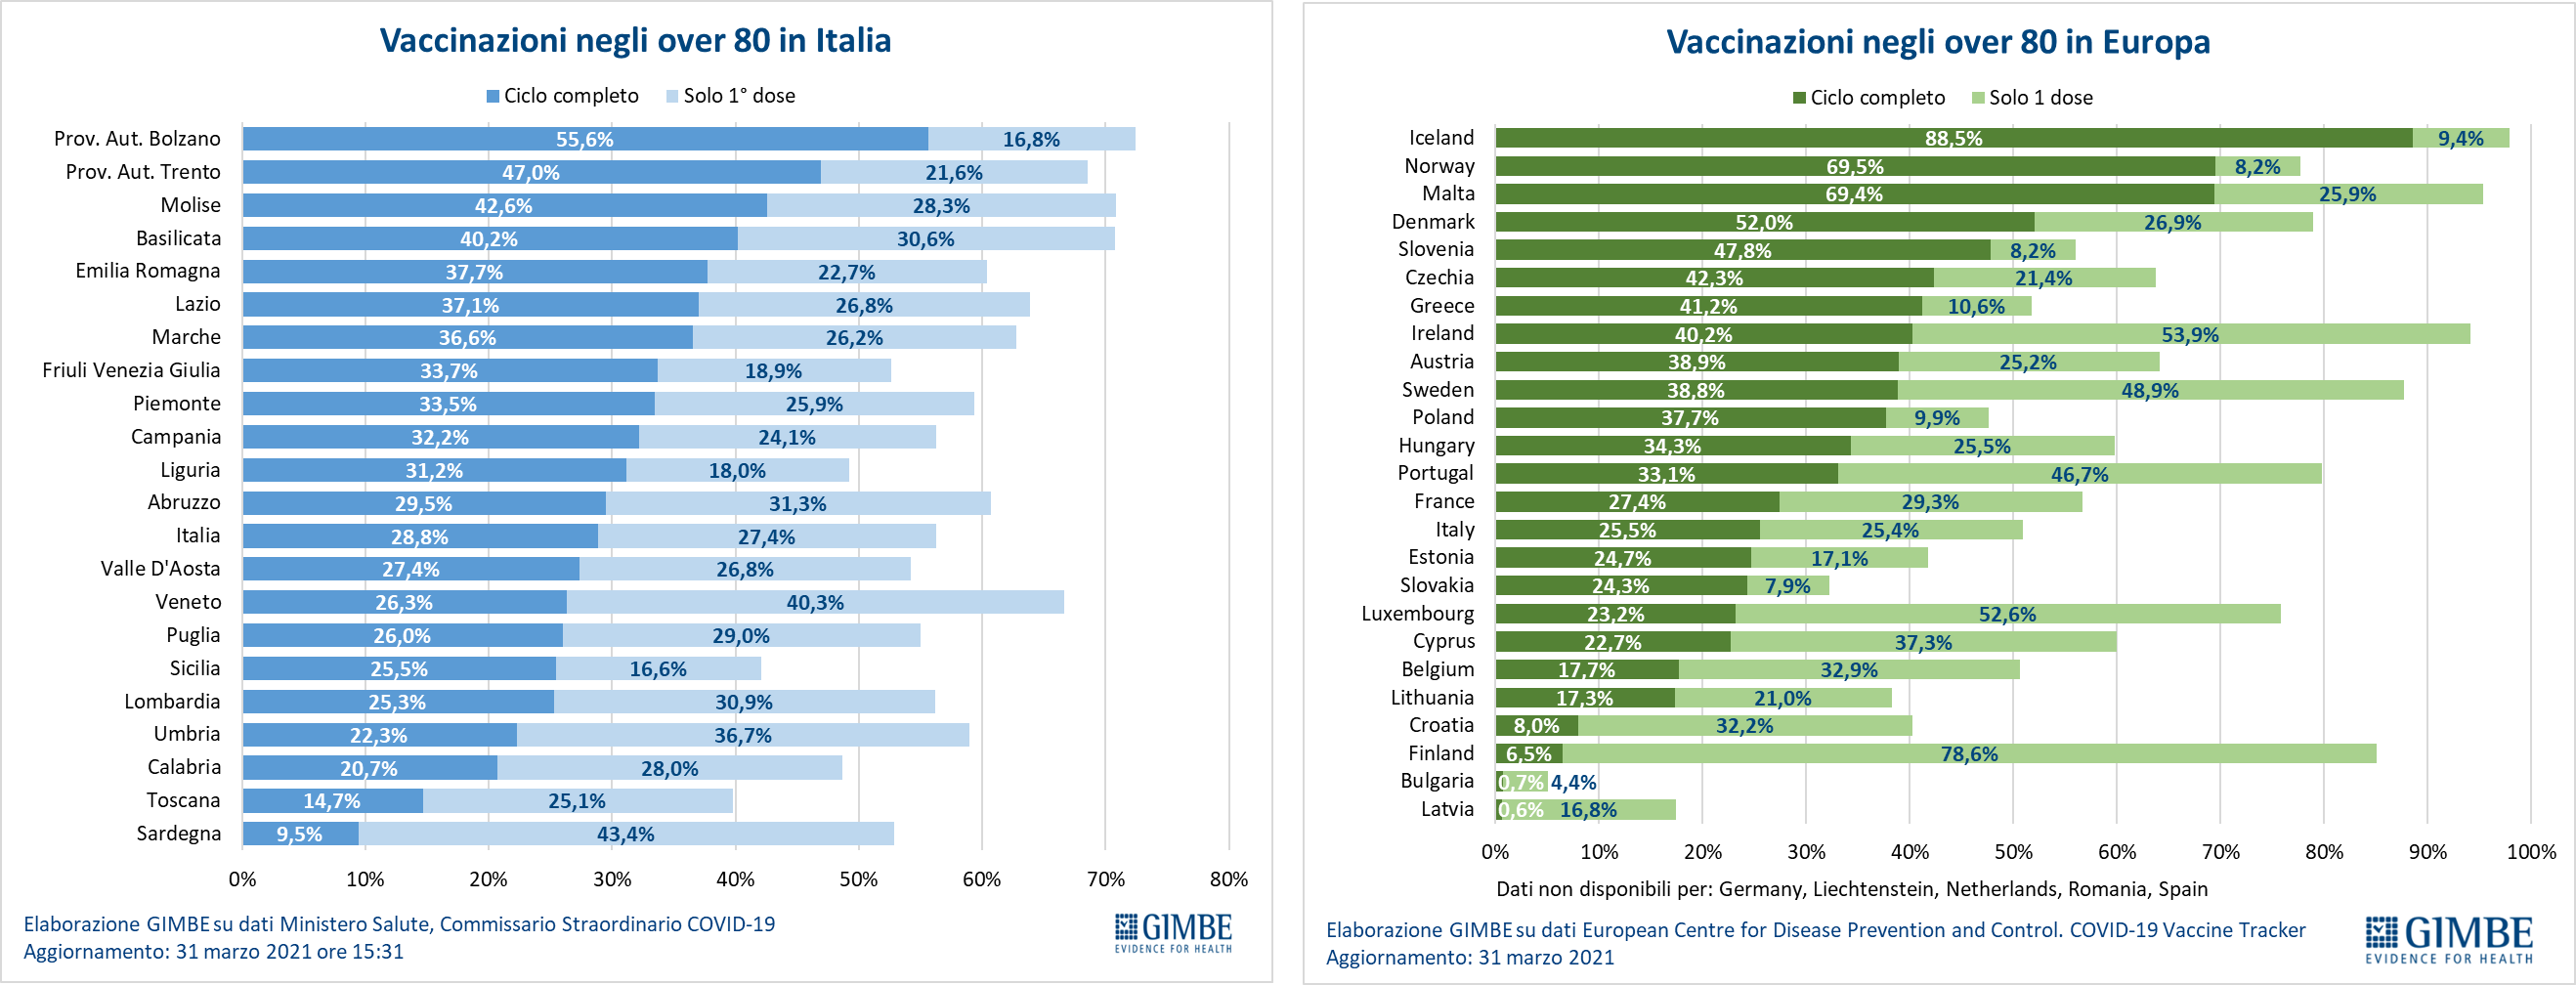 Vaccinazioni negli over 80 in Italia
Ciclo completo Solo 1° dose
Prov. Aut. Bolzano 55,6% 16,8%
Prov. Aut. Trento 47,0% 21,6%
Molise 42,6% 28,3%
Basilicata 40,2% 30,6%
Emilia Romagna 37,7% 22,7%
Lazio 37,1% 26,8%
Marche 36,6% 26,2%
Friuli Venezia Giulia 33,7% 18,9%
Piemonte 33,5% 25,9%
Campania 32,2% 24,1%
Liguria 31,2% 18,0%
Abruzzo 29,5% 31,3%
Italia 28,8% 27,4%
Valle D'Aosta 27,4% 26,8%
Veneto 26,3% 40,3%
Puglia 26,0% 29,0%
Sicilia 25,5% 16,6%
Lombardia 25,3% 30,9%
Umbria 22,3% 36,7%
Calabria 20,7% 28,0%
Toscana 14,7% 25,1%
Sardegna 9,5% 43,4%
0% 10% 20% 30% 40% 50% 60% 70% 80%
Elaborazione GIMBE su dati Ministero Salute, Commissario Straordinario COVID-19
Aggiornamento: 31 marzo 2021 ore 15:31
GIMBE
EVIDENCE FOR HEALTH
Vaccinazioni negli over 80 in Europa
Ciclo completo Solo 1 dose
Iceland 88,5% 9,4%
Norway 69,5% 8,2%
Malta 69,4% 25,9%
Denmark 52,0% 26,9%
Slovenia 47,8% 8,2%
Czechia 42,3% 21,4%
Greece 41,2% 10,6%
Ireland 40,2% 53,9%
Austria 38,9% 25,2%
Sweden 38,8% 48,9%
Poland 37,7% 9,9%
Hungary 34,3% 25,5%
Portugal 33,1% 46,7%
France 27,4% 29,3%
Italy 25,5% 25,4%
Estonia 24,7% 17,1%
Slovakia 24,3% 7,9%
Luxembourg 23,2% 52,6%
Cyprus 22,7% 37,3%
Belgium 17,7% 32,9%
Lithuania 17,3% 21,0%
Croatia 8,0% 32,2%
Finland 6,5% 78,6%
Bulgaria 0,7% 4,4%
Latvia 0,6% 16,8%
0% 10% 20% 30% 40% 50% 60% 70% 80% 90% 100%
Dati non disponibili per: Germany, Liechtenstein, Netherlands, Romania, Spain
Elaborazione GIMBE su dati European Centre for Disease Prevention and Control. COVID-19 Vaccine Tracker
Aggiornamento: 31 marzo 2021
GIMBE
EVIDENCE FOR HEALTH